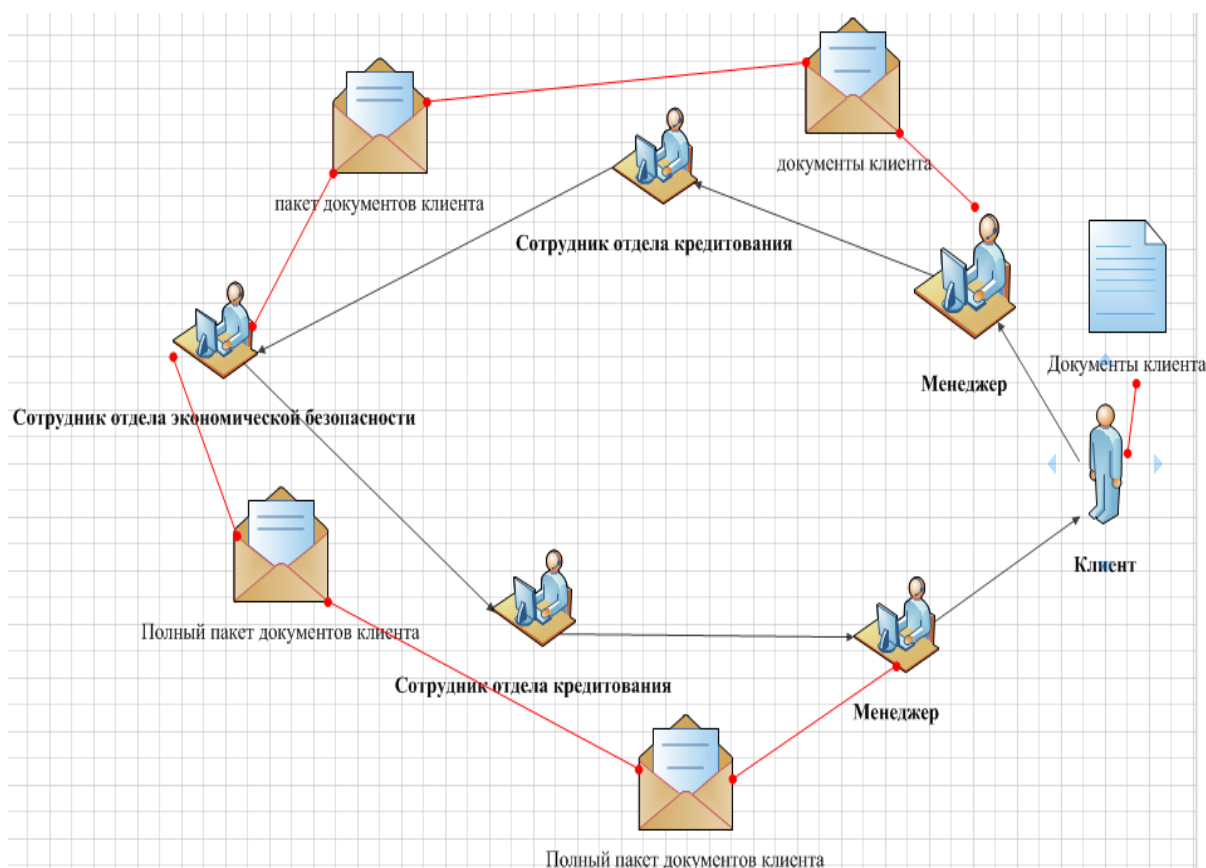 документы клиента
пакет документов клиента
Сотрудник отдела кредитования
Документы клиента
Менеджер
Сотрудник отдела экономической безопасности
Клиент
Полный пакет документов клиента
Сотрудник отдела кредитования
Менеджер
Полный пакет документов клиента